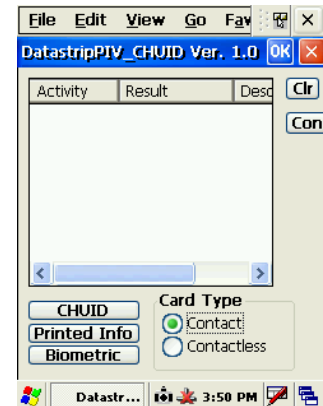 File Edit View Go Fav
DatastripPIV_CHUID Ver. 1.0 OK
Activity Result Desc Clr
Con
CHUID
Printed Info
Biometric
Card Type
Contact
Contactless
Datastr... 3:50 PM